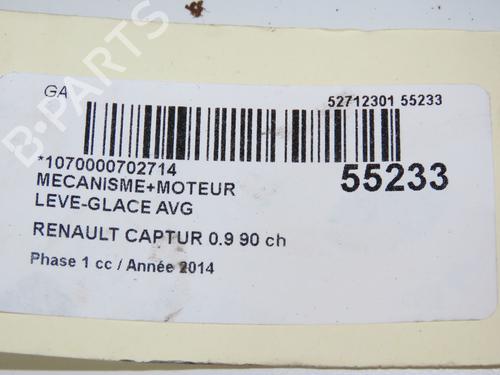 B-PARTS
GA
52712301 55233
*1070000702714
55233
MECANISME+MOTEUR
LEVE-GLACE AVG
RENAULT CAPTUR 0.9 90 ch
Phase 1 cc / Année 2014